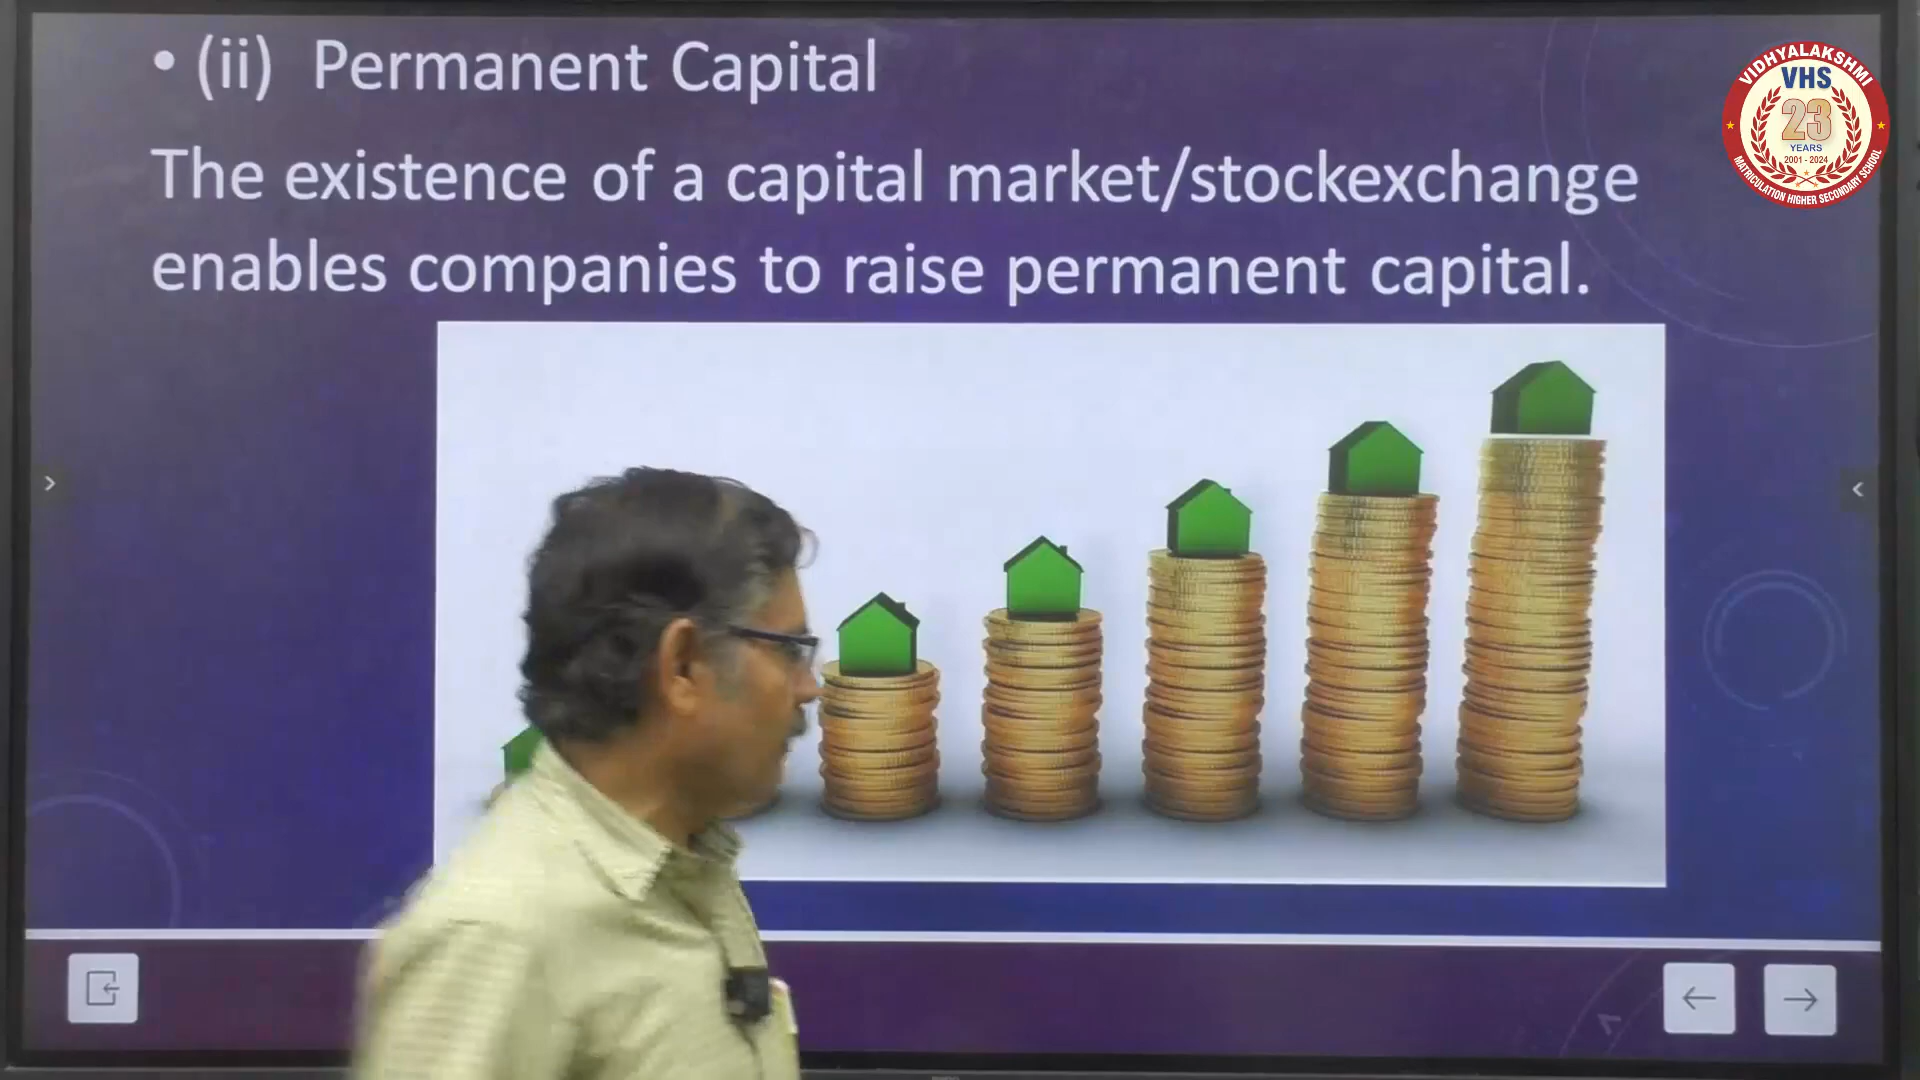 • (ii) Permanent Capital
The existence of a capital market/stockexchange
enables companies to raise permanent capital.
VIDHYALAKSHMI
VHS
23
YEARS
2001 - 2024
MATRICULATION HIGHER SECONDARY SCHOOL